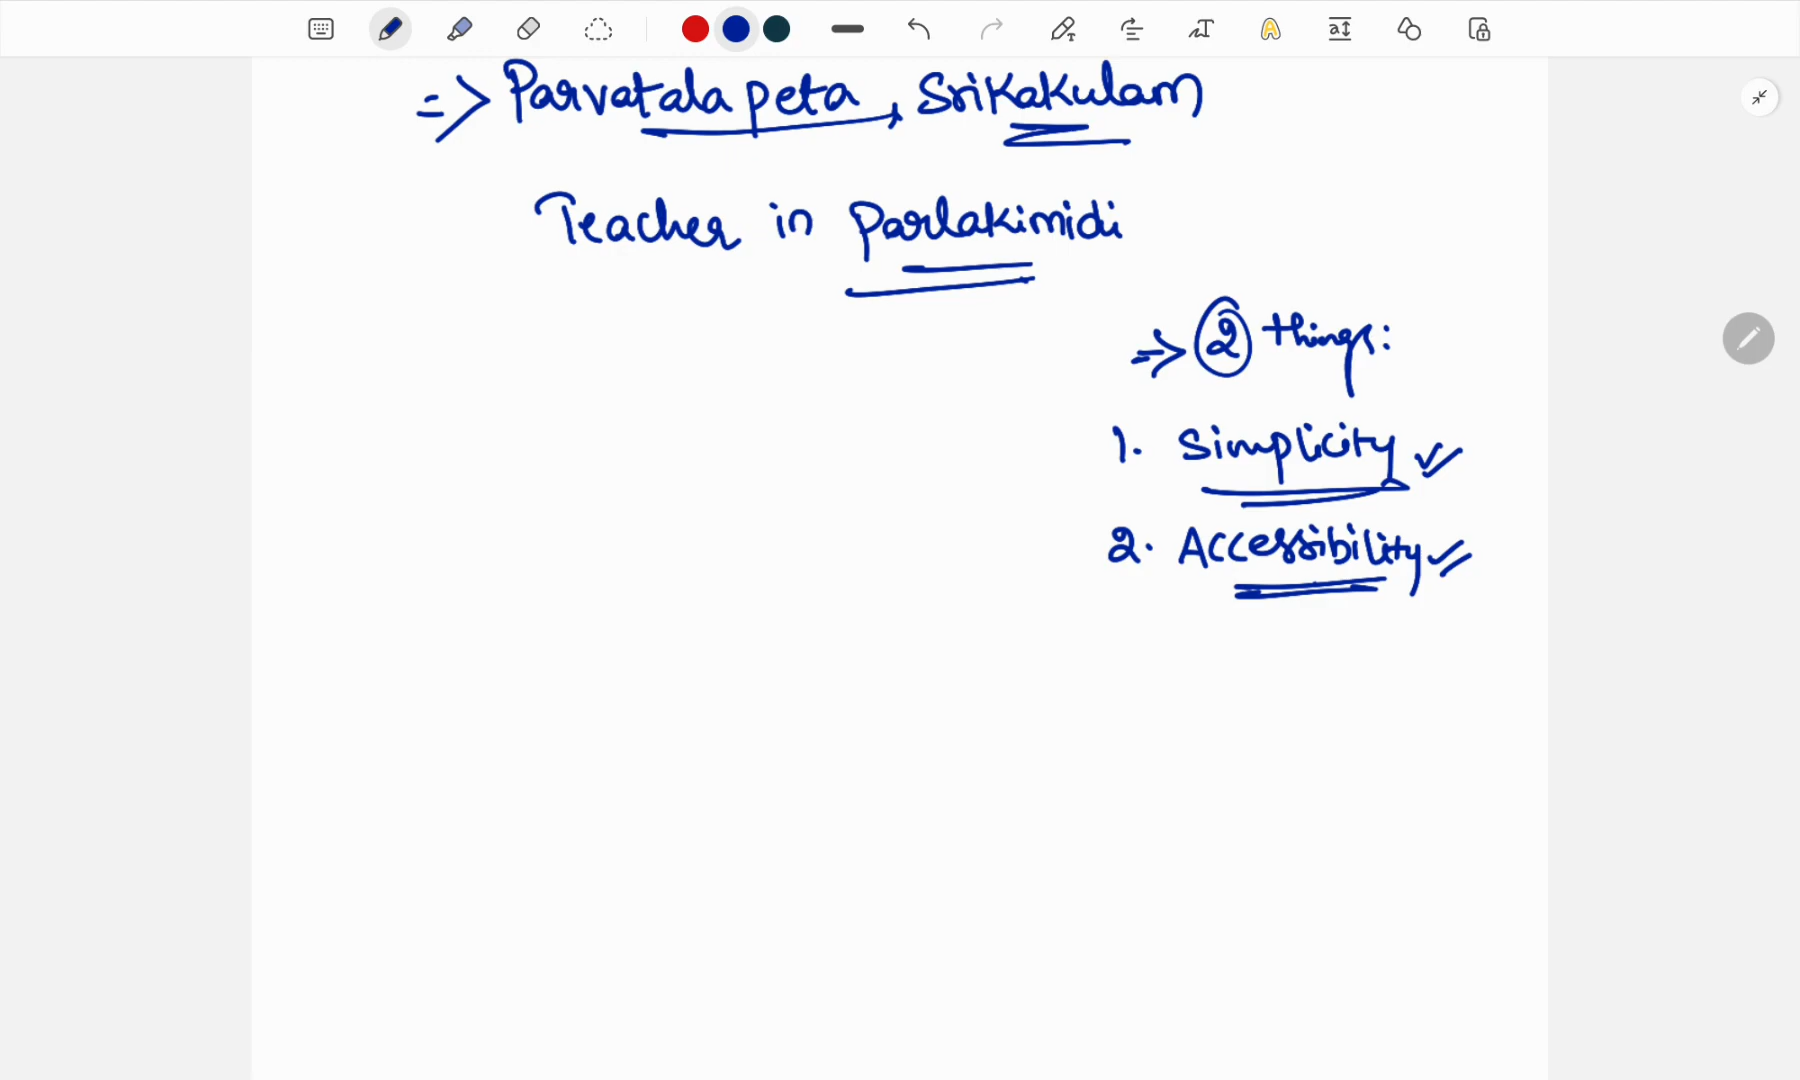 => Parvatala peta, Srikakulam
Teacher in Parlakimidi
=> 2 things:
1. Simplicity
2. Accessibility